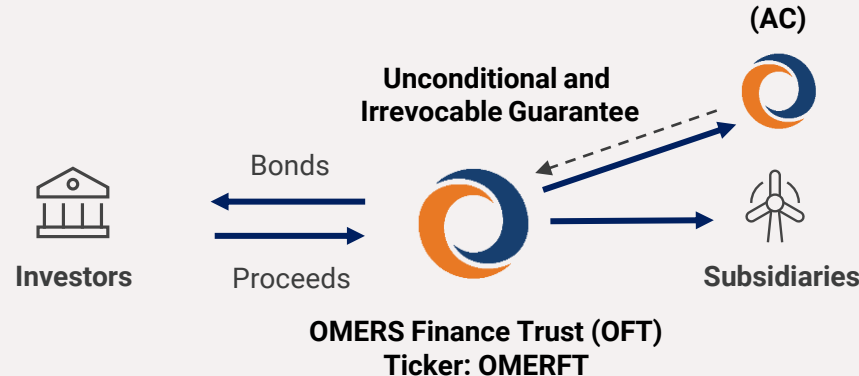 (AC)
Unconditional and
Irrevocable Guarantee
Bonds
Investors
Proceeds
Subsidiaries
OMERS Finance Trust (OFT)
Ticker: OMERFT